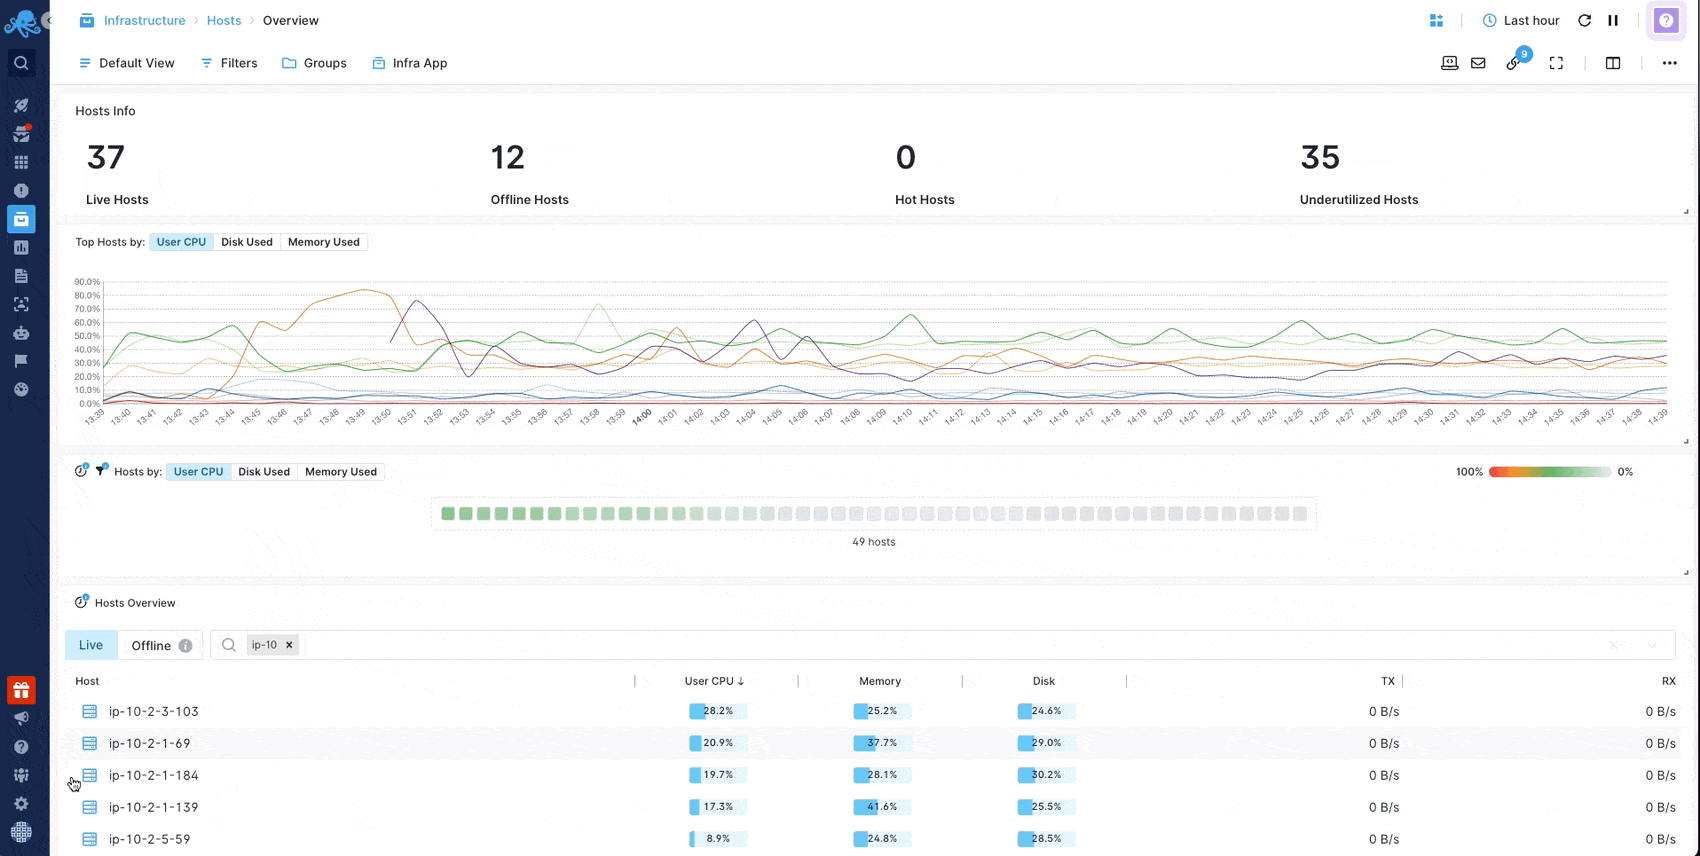 Infrastructure > Hosts > Overview Last hour
Default View Filters Groups Infra App 9
Hosts Info
37 12 0 35
Live Hosts Offline Hosts Hot Hosts Underutilized Hosts
Top Hosts by: User CPU Disk Used Memory Used
90.0%
80.0%
70.0%
60.0%
50.0%
40.0%
30.0%
20.0%
10.0%
0.0%
13:39 13:40 13:41 13:42 13:43 13:44 13:45 13:46 13:47 13:48 13:49 13:50 13:51 13:52 13:53 13:54 13:55 13:56 13:57 13:58 13:59 14:00 14:01 14:02 14:03 14:04 14:05 14:06 14:07 14:08 14:09 14:10 14:11 14:12 14:13 14:14 14:15 14:16 14:17 14:18 14:19 14:20 14:21 14:22 14:23 14:24 14:25 14:26 14:27 14:28 14:29 14:30 14:31 14:32 14:33 14:34 14:35 14:36 14:37 14:38 14:39
Hosts by: User CPU Disk Used Memory Used 100% 0%
49 hosts
Hosts Overview
Live Offline ip-10
Host User CPU ↓ Memory Disk TX RX
ip-10-2-3-103 28.2% 25.2% 24.6% 0 B/s 0 B/s
ip-10-2-1-69 20.9% 37.7% 29.0% 0 B/s 0 B/s
ip-10-2-1-184 19.7% 28.1% 30.2% 0 B/s 0 B/s
ip-10-2-1-139 17.3% 41.6% 25.5% 0 B/s 0 B/s
ip-10-2-5-59 8.9% 24.8% 28.5% 0 B/s 0 B/s